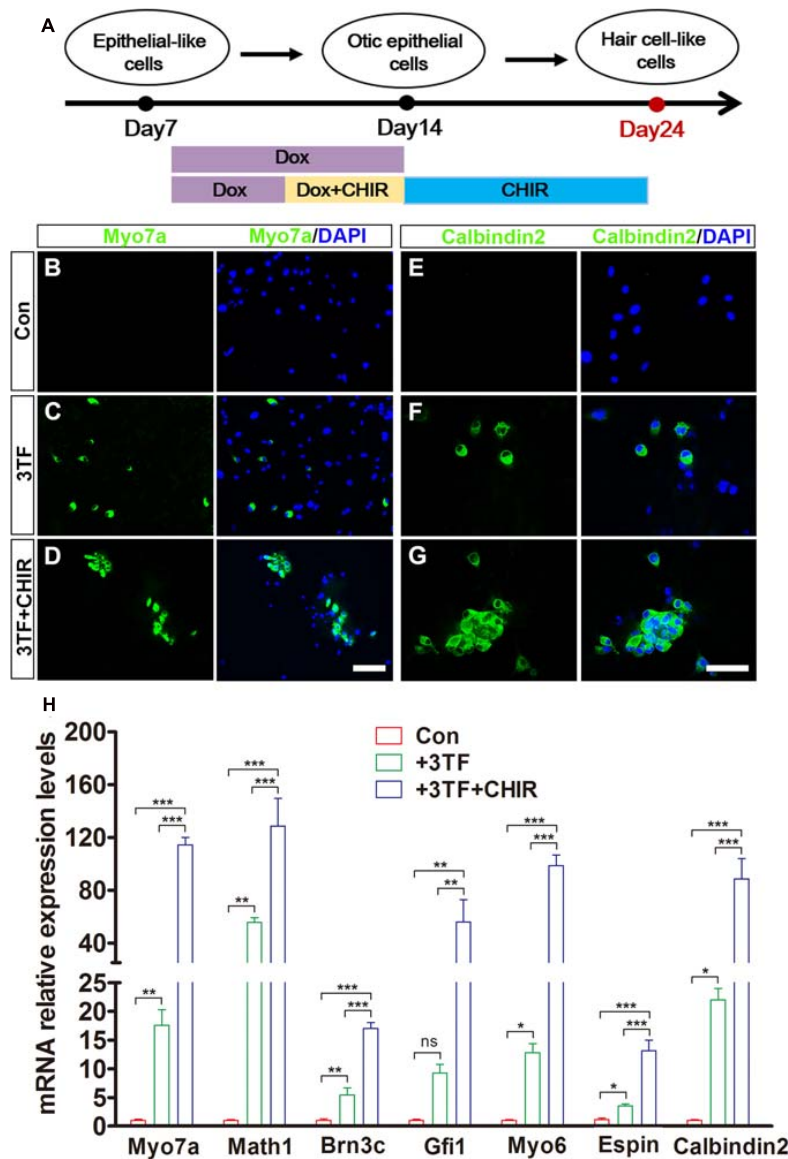 A
Epithelial-like cells
Otic epithelial cells
Hair cell-like cells
Day7
Day14
Day24
Dox
Dox
Dox+CHIR
CHIR
Myo7a
Myo7a/DAPI
Calbindin2
Calbindin2/DAPI
Con
B
E
3TF
C
F
3TF+CHIR
D
G
H
mRNA relative expression levels
200
160
120
80
40
25
20
15
10
5
0
Con
+3TF
+3TF+CHIR
**
***
***
**
***
***
**
***
***
ns
**
**
*
***
***
*
***
***
*
***
***
Myo7a
Math1
Brn3c
Gfi1
Myo6
Espin
Calbindin2